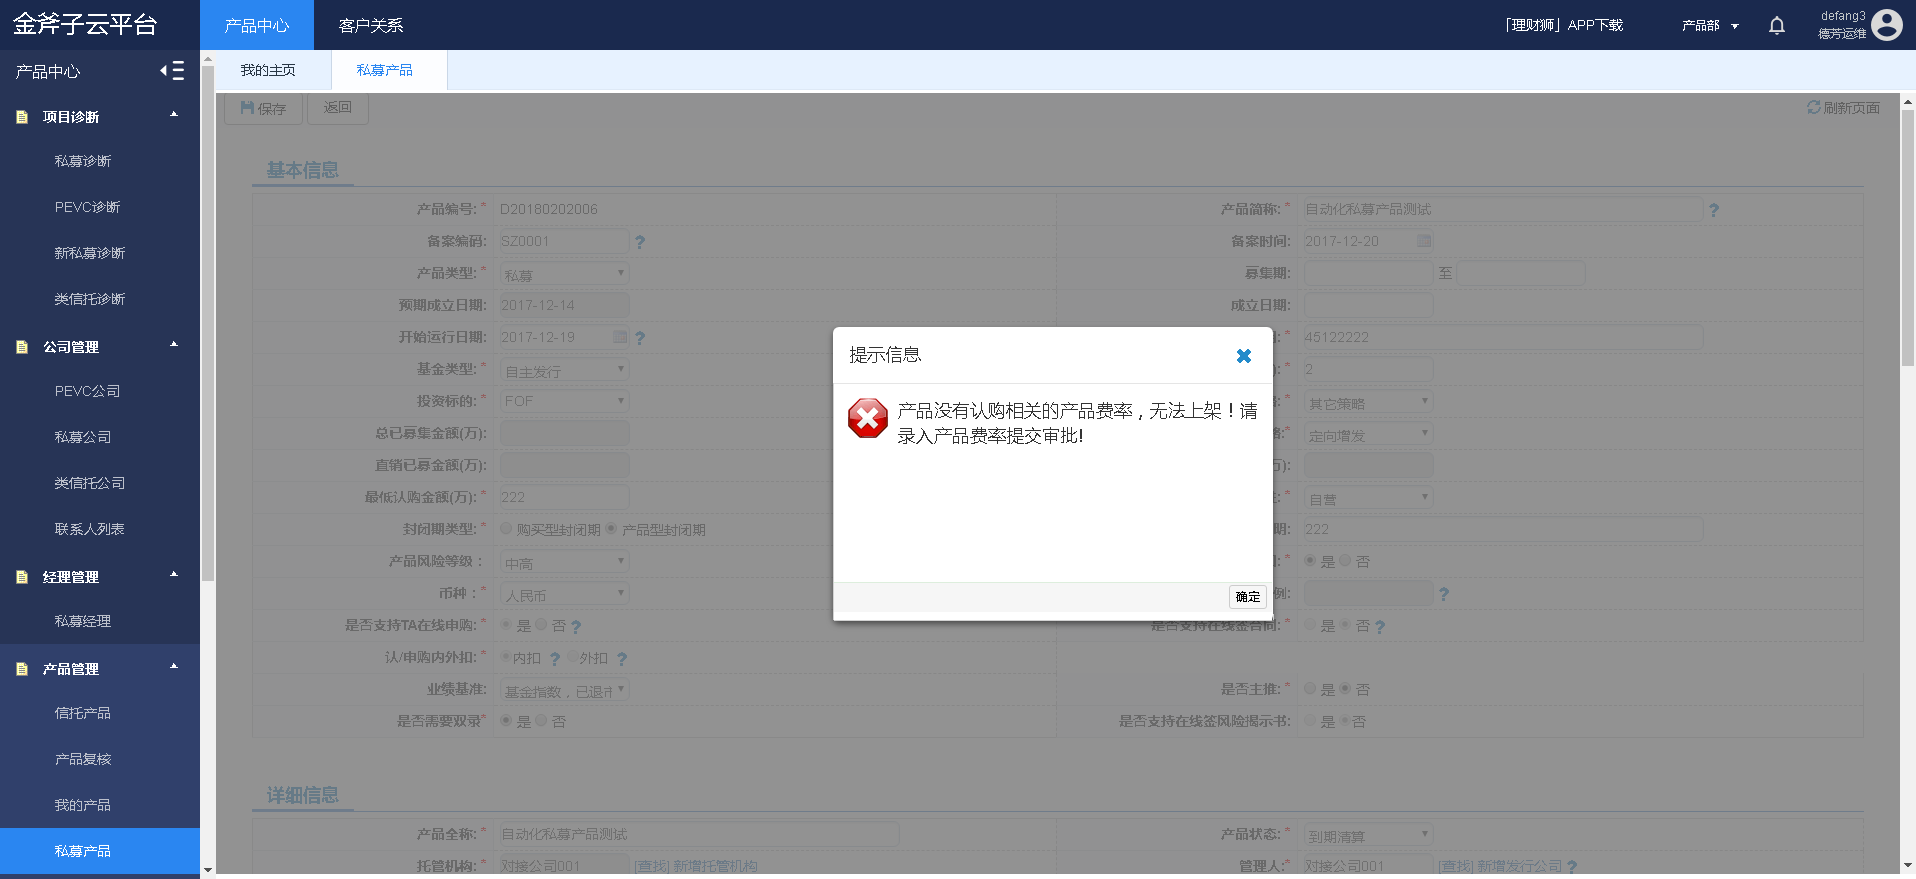 金斧子云平台
产品中心
客户关系
「理财狮」APP下载
产品部
defang3
德芳运维
产品中心
项目诊断
私募诊断
PEVC诊断
新私募诊断
类信托诊断
公司管理
PEVC公司
私募公司
类信托公司
联系人列表
经理管理
私募经理
产品管理
信托产品
产品复核
我的产品
私募产品
我的主页
私募产品
保存
返回
刷新页面
基本信息
产品编号:* D20180202006
产品简称:* 自动化私募产品测试 ?
备案编码: SZ0001 ?
备案时间: 2017-12-20
产品类型:* 私募
募集期: 至
预期成立日期: 2017-12-14
成立日期:
开始运行日期: 2017-12-19 ?
45122222
基金类型:* 自主发行
2
投资标的:* FOF
其它策略
总已募集金额(万):
定向增发
直销已募金额(万):
万):
最低认购金额(万):* 222
自营
封闭期类型:* 购买型封闭期 产品型封闭期
期: 222
产品风险等级： 中高
* 是 否
币种：* 人民币
例: ?
是否支持TA在线申购:* 是 否 ?
是否支持在线签合同:* 是 否 ?
认/申购内外扣:* 内扣 ? 外扣 ?
业绩基准: 基金指数，已退市
是否主推:* 是 否
是否需要双录* 是 否
是否支持在线签风险揭示书: 是 否
详细信息
产品全称:* 自动化私募产品测试
产品状态:* 到期清算
托管机构:* 对接公司001 [查找] 新增托管机构
管理人:* 对接公司001 [查找] 新增发行公司 ?
提示信息
产品没有认购相关的产品费率，无法上架！请
录入产品费率提交审批!
确定